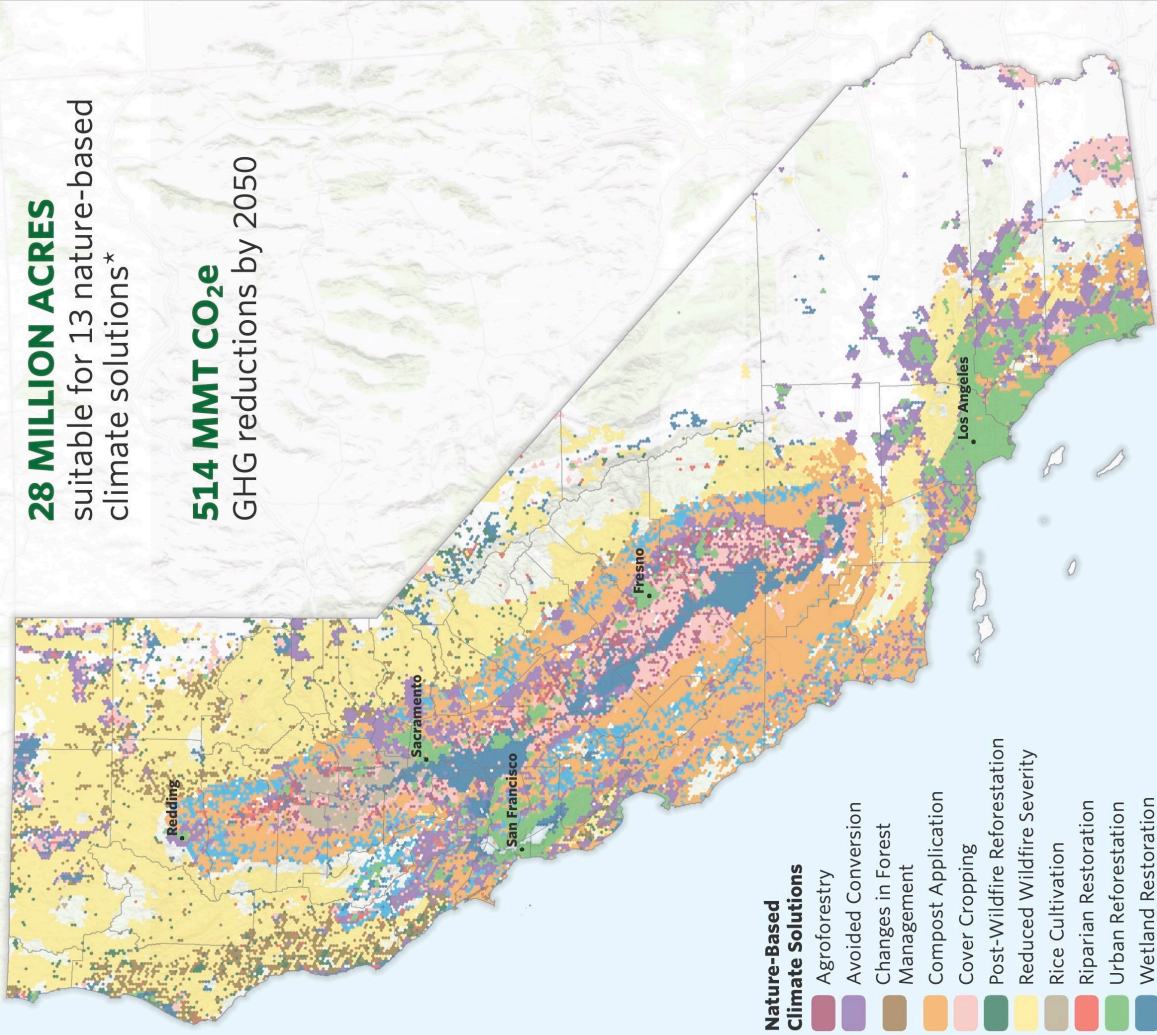 28 MILLION ACRES
suitable for 13 nature-based
climate solutions*
514 MMT CO₂e
GHG reductions by 2050
Redding
Sacramento
San Francisco
Fresno
Los Angeles
Nature-Based
Climate Solutions
Agroforestry
Avoided Conversion
Changes in Forest
Management
Compost Application
Cover Cropping
Post-Wildfire Reforestation
Reduced Wildfire Severity
Rice Cultivation
Riparian Restoration
Urban Reforestation
Wetland Restoration